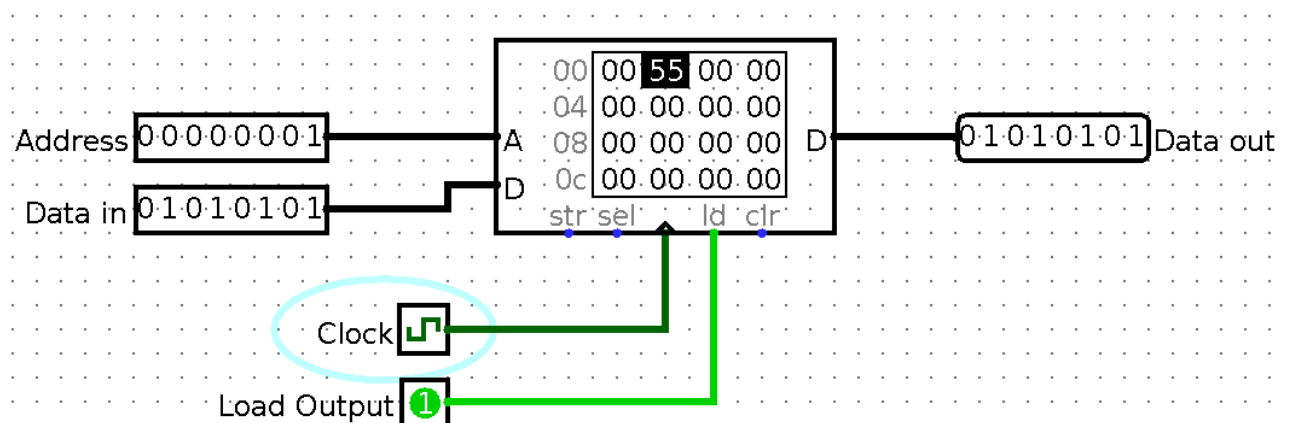 00 00 55 00 00
04 00 00 00 00
Address 00000001 A 08 00 00 00 00 D 01010101 Data out
0c 00 00 00 00
Data in 01010101 D
str sel ld clr
Clock
Load Output 1